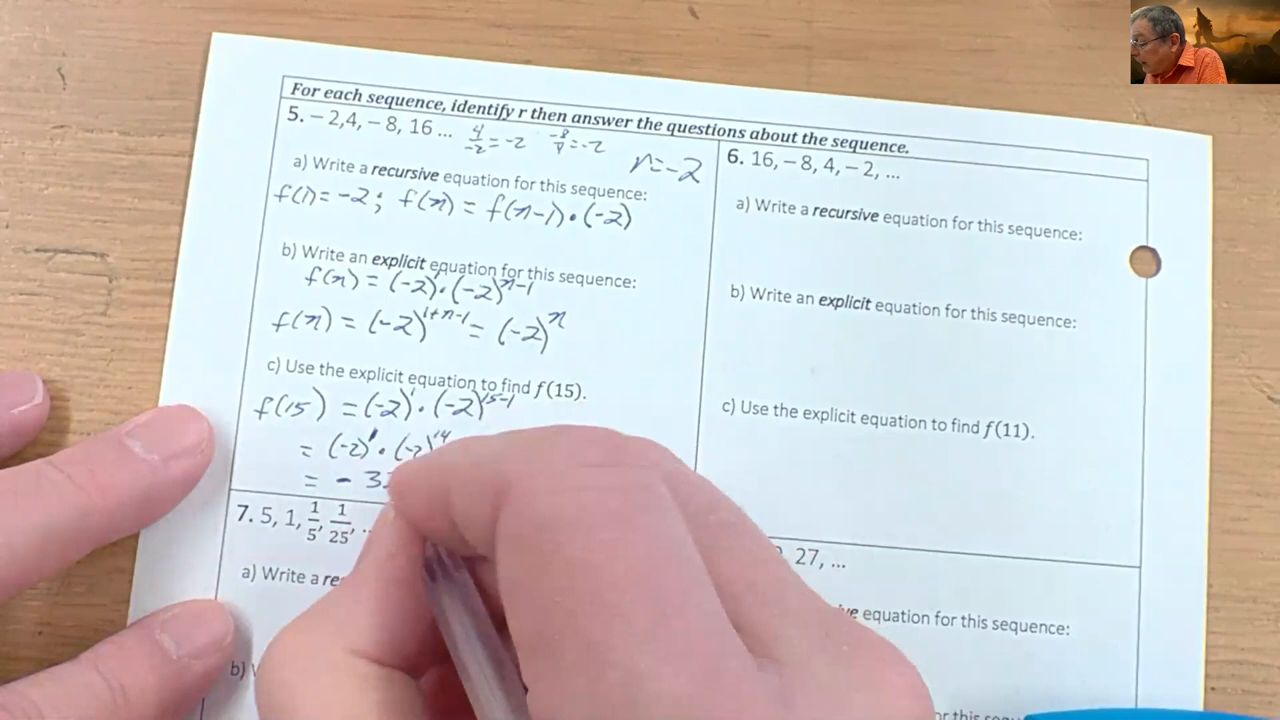 For each sequence, identify r then answer the questions about the sequence.
5. −2,4, −8, 16 ... 4/-2 = -2 -8/4 = -2
r = -2
a) Write a recursive equation for this sequence:
f(1) = -2; f(n) = f(n-1)•(-2)
b) Write an explicit equation for this sequence:
f(n) = (-2)^1•(-2)^n-1
f(n) = (-2)^1+n-1 = (-2)^n
c) Use the explicit equation to find f(15).
f(15) = (-2)^1•(-2)^15-1
= (-2)^1•(-2)^14
= - 3
6. 16, −8, 4, −2, ...
a) Write a recursive equation for this sequence:
b) Write an explicit equation for this sequence:
c) Use the explicit equation to find f(11).
7. 5, 1, 1/5, 1/25, ..
a) Write a
b)
27, ...
equation for this sequence: